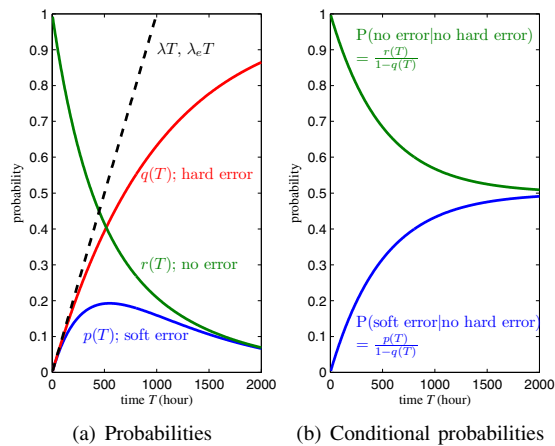 1
0.9
0.8
0.7
0.6
0.5
0.4
0.3
0.2
0.1
0
probability
λT, λₑT
q(T); hard error
r(T); no error
p(T); soft error
0 500 1000 1500 2000
time T (hour)
(a) Probabilities
1
0.9
0.8
0.7
0.6
0.5
0.4
0.3
0.2
0.1
0
probability
P(no error|no hard error)
= r(T)/1−q(T)
P(soft error|no hard error)
= p(T)/1−q(T)
0 500 1000 1500 2000
time T (hour)
(b) Conditional probabilities